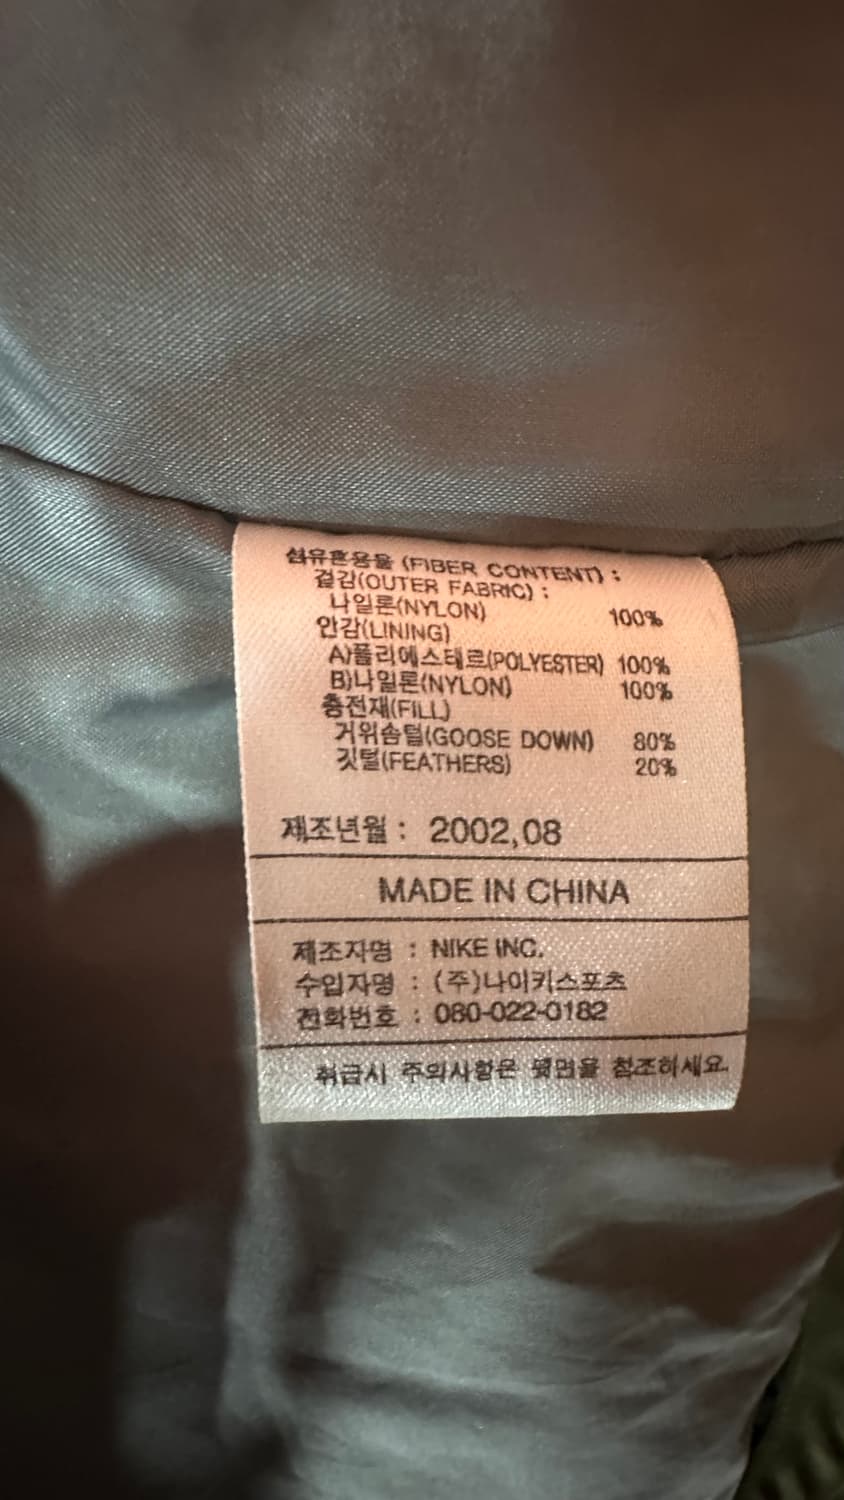 섬유혼용율 (FIBER CONTENT) :
겉감(OUTER FABRIC) :
나일론(NYLON) 100%
안감(LINING)
A)폴리에스테르(POLYESTER) 100%
B)나일론(NYLON) 100%
충전재(FILL)
거위솜털(GOOSE DOWN) 80%
깃털(FEATHERS) 20%
제조년월 : 2002,08
MADE IN CHINA
제조자명 : NIKE INC.
수입자명 : (주)나이키스포츠
전화번호 : 080-022-0182
취급시 주의사항은 뒷면을 참조하세요.